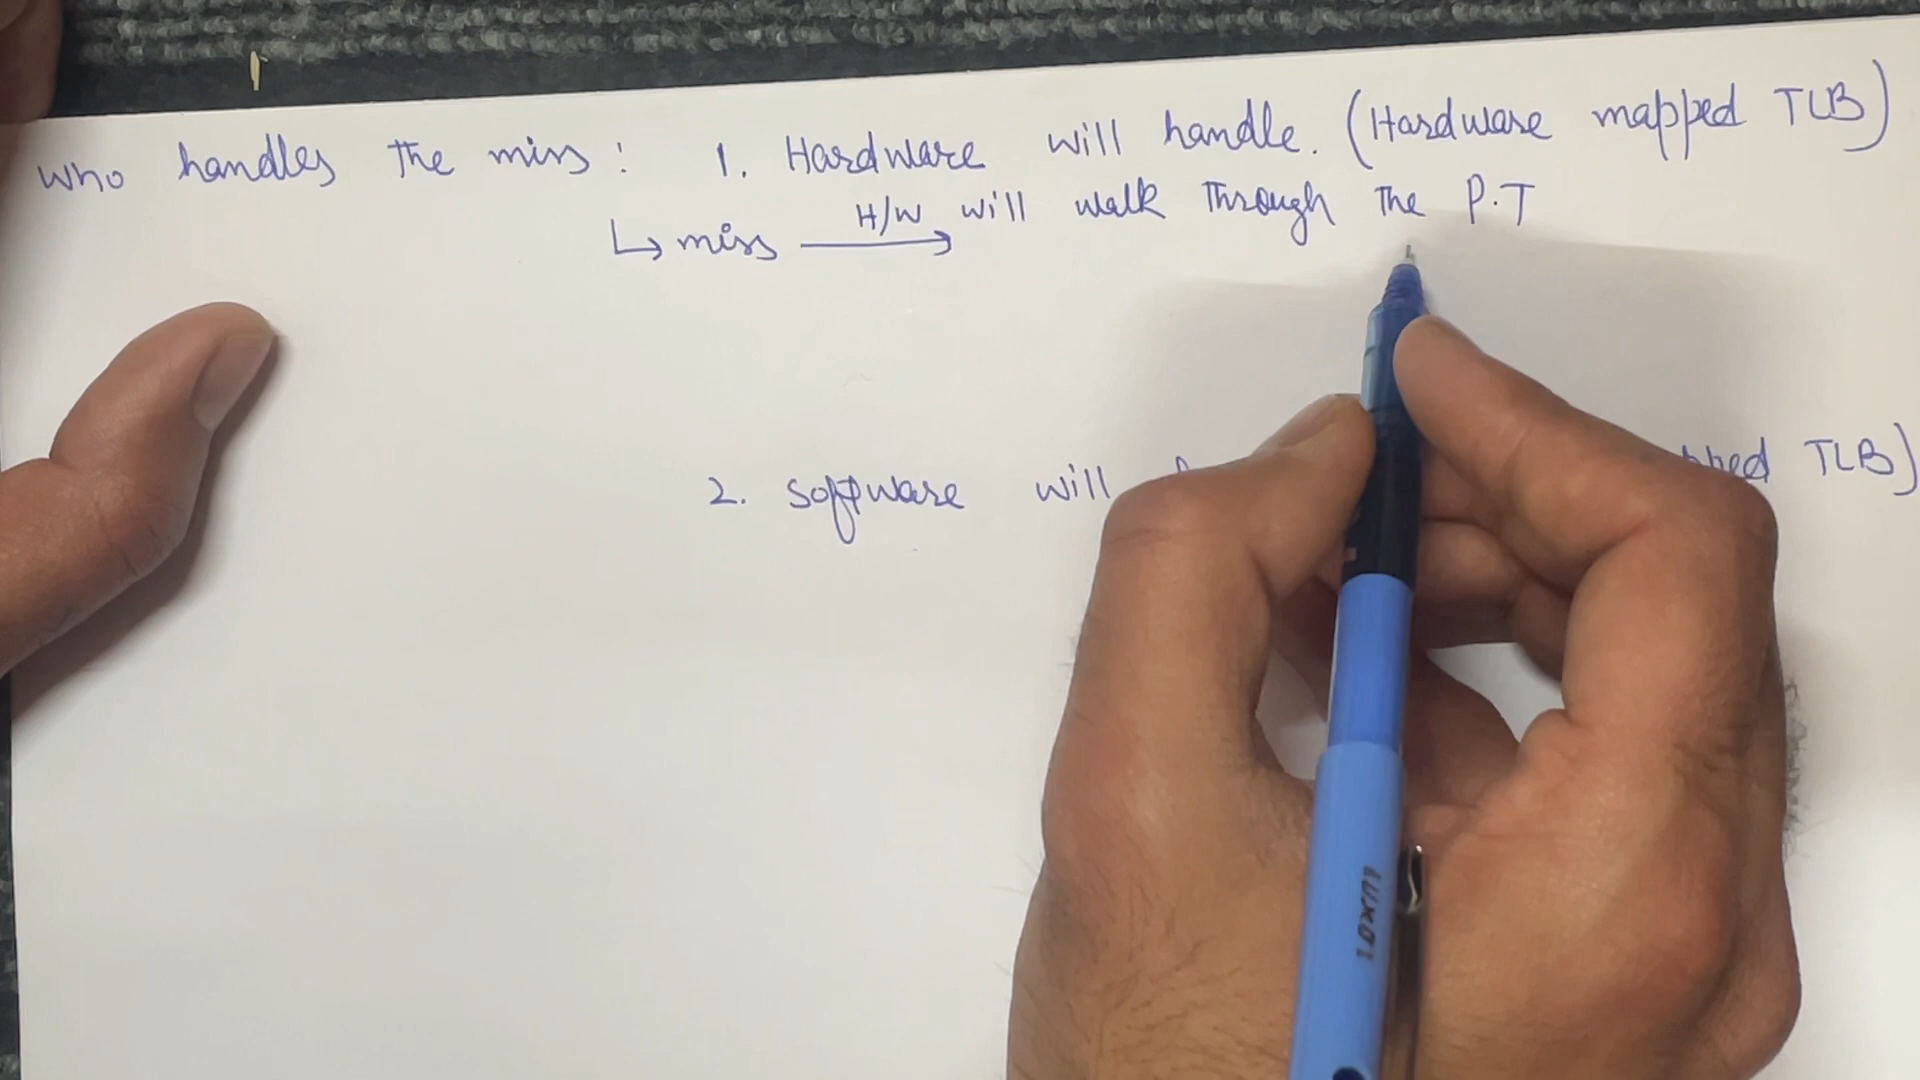 Who handles the miss : 1. Hardware will handle. (Hardware mapped TLB)
↳ miss H/W → will walk through the P.T
2. Software will TLB)
LUXOR